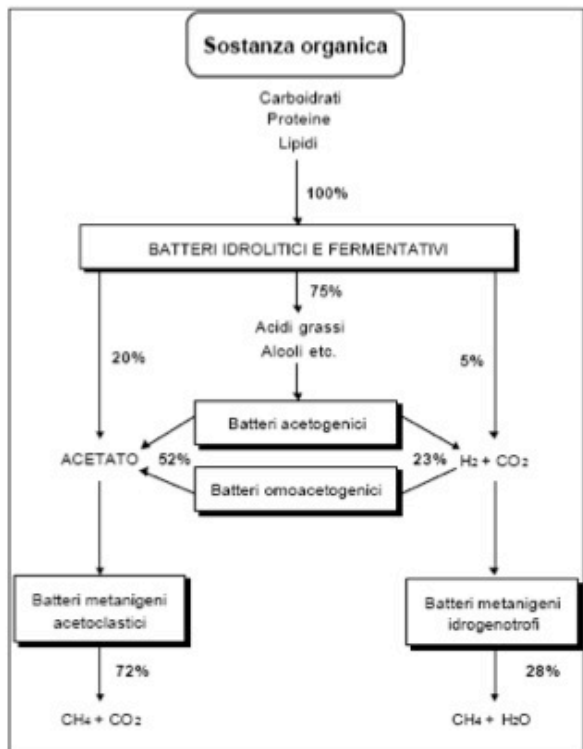 Sostanza organica
Carboidrati
Proteine
Lipidi
100%
BATTERI IDROLITICI E FERMENTATIVI
75%
Acidi grassi
Alcoli etc.
20%
5%
Batteri acetogenici
ACETATO
52%
23%
H₂ + CO₂
Batteri omoacetogenici
Batteri metanigeni
acetoclastici
Batteri metanigeni
idrogenotrofi
72%
28%
CH₄ + CO₂
CH₄ + H₂O